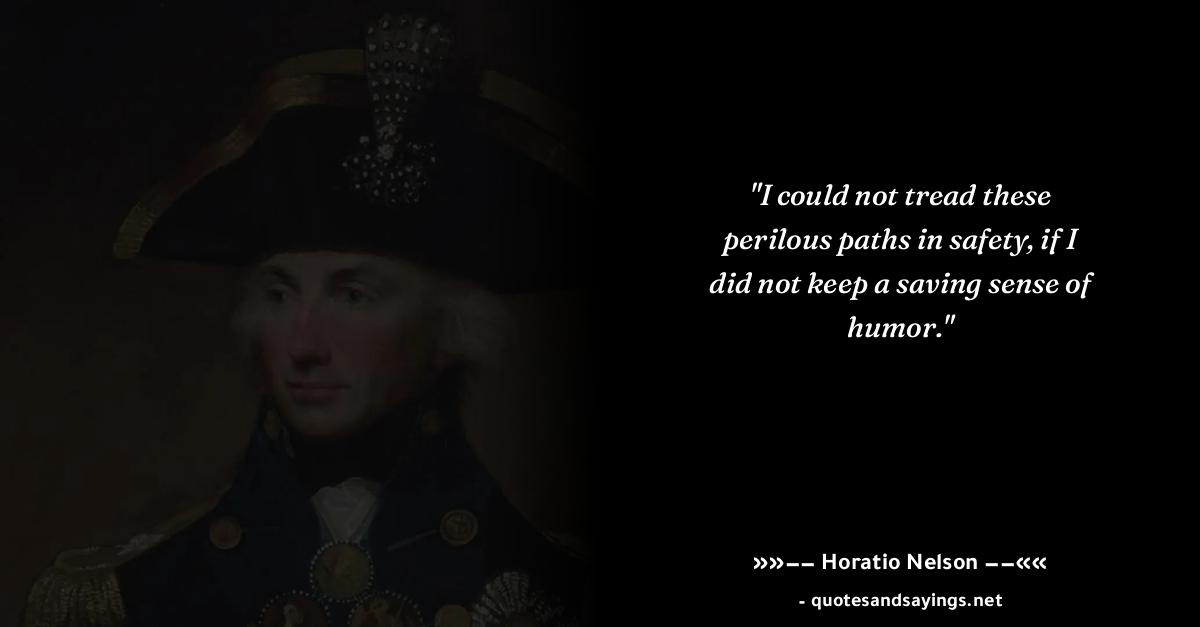 "I could not tread these
perilous paths in safety, if I
did not keep a saving sense of
humor."
»»−− Horatio Nelson −−««
- quotesandsayings.net